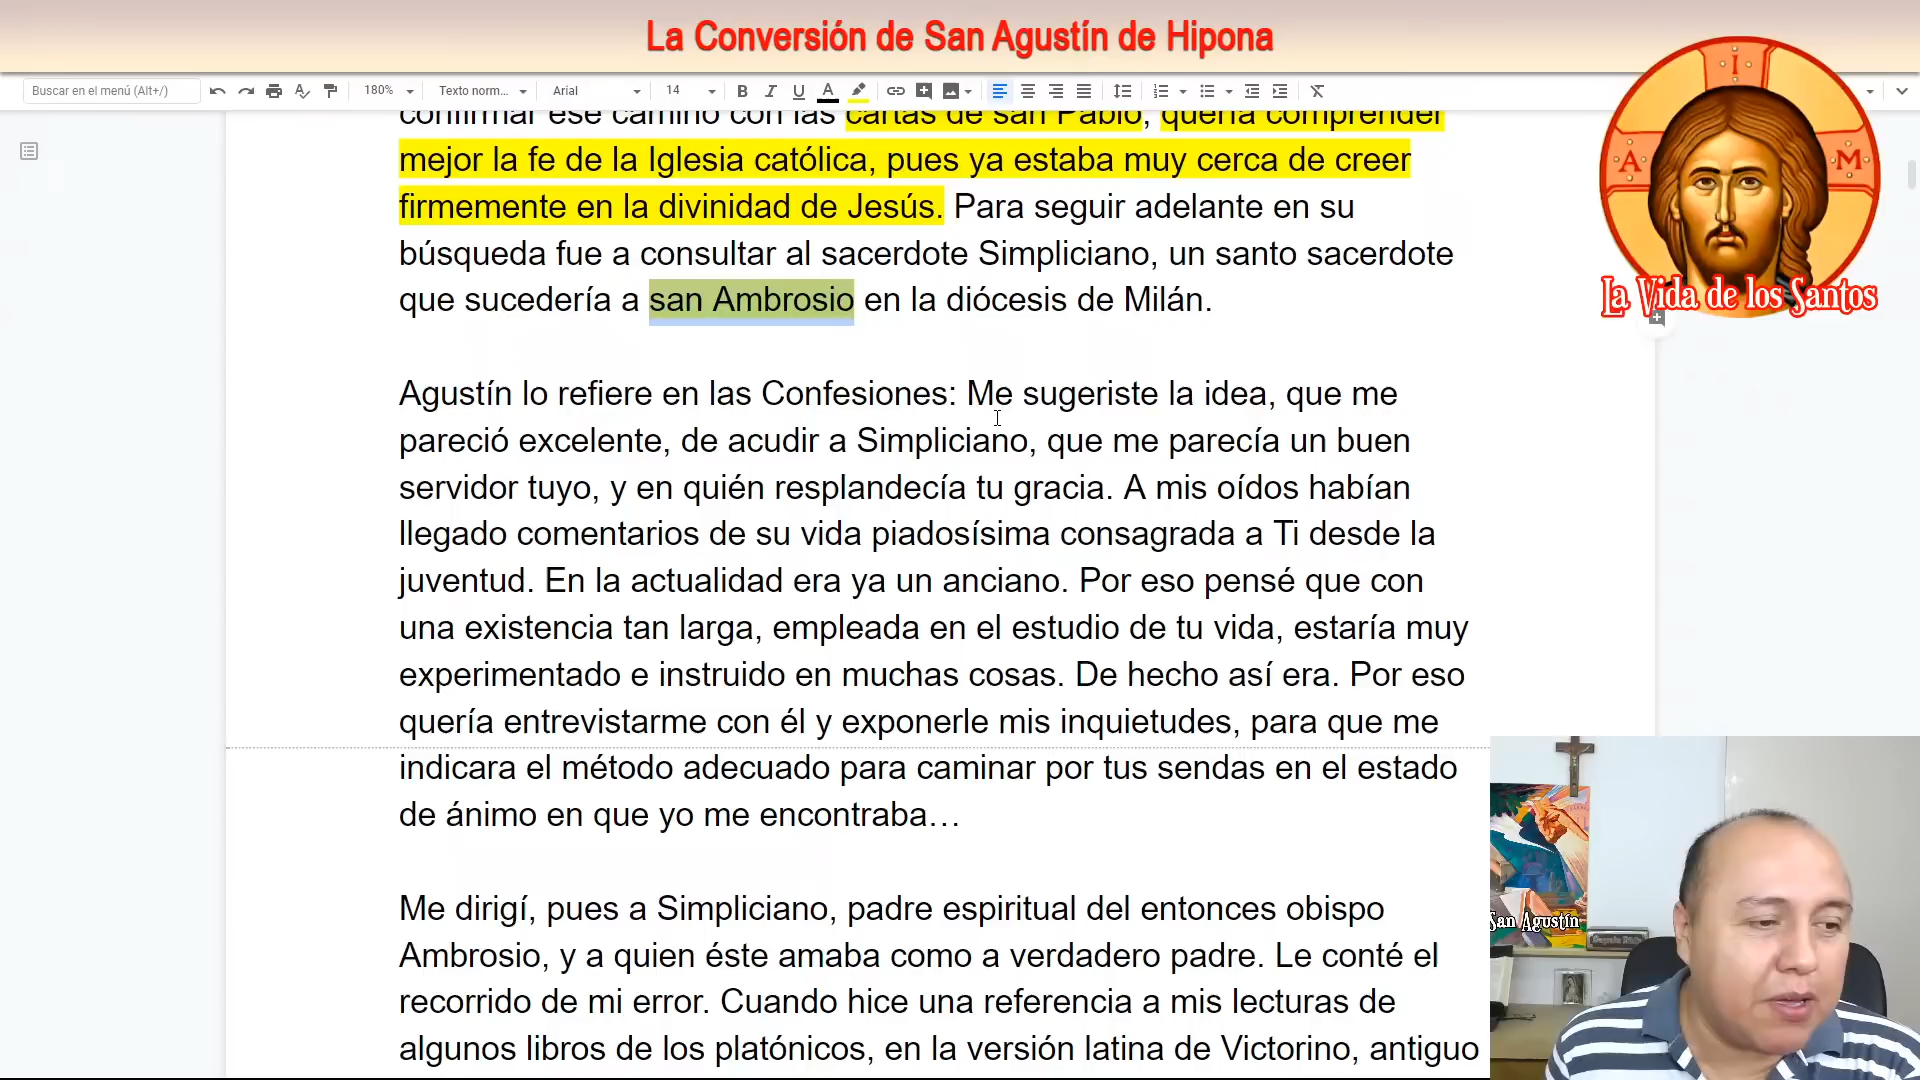 La Conversión de San Agustín de Hipona
Buscar en el menú (Alt+/)
180%
Texto norm...
Arial
14
confirmar ese camino con las cartas de san Pablo, quería comprender
mejor la fe de la Iglesia católica, pues ya estaba muy cerca de creer
firmemente en la divinidad de Jesús. Para seguir adelante en su
búsqueda fue a consultar al sacerdote Simpliciano, un santo sacerdote
que sucedería a san Ambrosio en la diócesis de Milán.
Agustín lo refiere en las Confesiones: Me sugeriste la idea, que me
pareció excelente, de acudir a Simpliciano, que me parecía un buen
servidor tuyo, y en quién resplandecía tu gracia. A mis oídos habían
llegado comentarios de su vida piadosísima consagrada a Ti desde la
juventud. En la actualidad era ya un anciano. Por eso pensé que con
una existencia tan larga, empleada en el estudio de tu vida, estaría muy
experimentado e instruido en muchas cosas. De hecho así era. Por eso
quería entrevistarme con él y exponerle mis inquietudes, para que me
indicara el método adecuado para caminar por tus sendas en el estado
de ánimo en que yo me encontraba…
Me dirigí, pues a Simpliciano, padre espiritual del entonces obispo
Ambrosio, y a quien éste amaba como a verdadero padre. Le conté el
recorrido de mi error. Cuando hice una referencia a mis lecturas de
algunos libros de los platónicos, en la versión latina de Victorino, antiguo
I
A M
La Vida de los Santos
San Agustín